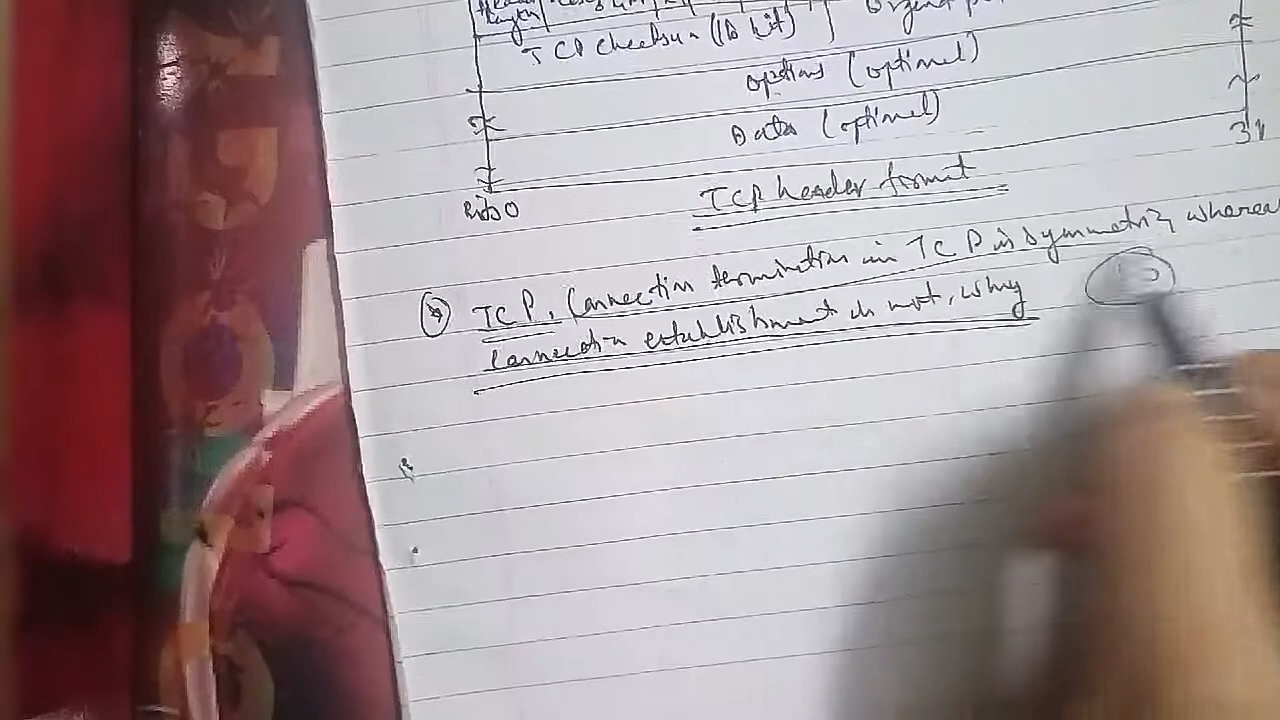 TCP checksum (16 bit)
options (optional)
Data (optional)
31
Bits 0
TCP header format
TCP. Connection termination in TCP is symmetric, whereas
connection establishment is not, why